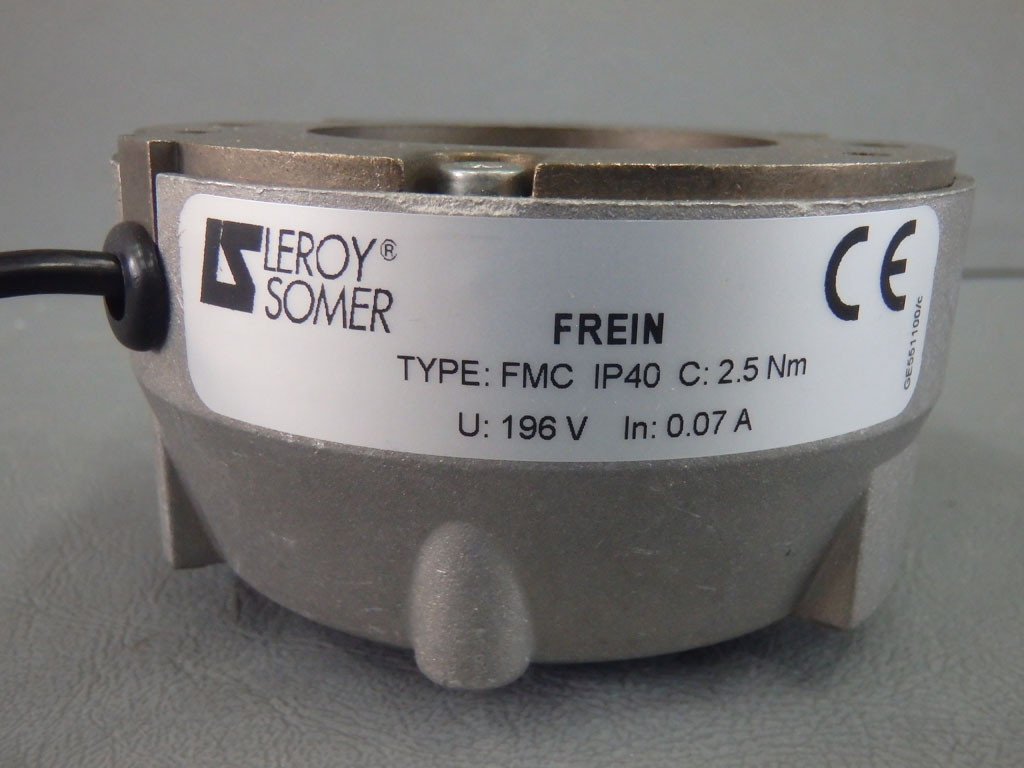 LEROY®
SOMER
CE
FREIN
TYPE: FMC IP40 C: 2.5 Nm
U: 196 V In: 0.07 A
GE551100/c